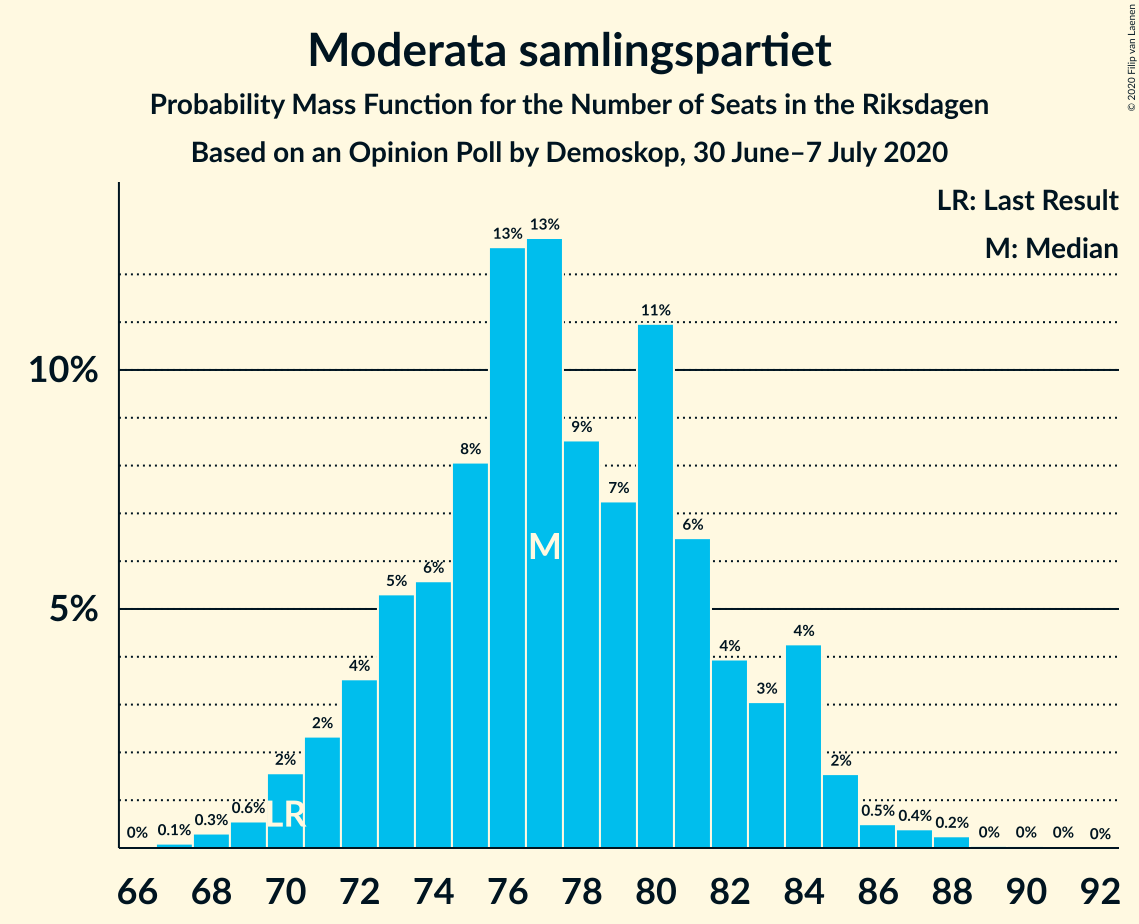 Moderata samlingspartiet
Probability Mass Function for the Number of Seats in the Riksdagen
Based on an Opinion Poll by Demoskop, 30 June–7 July 2020
© 2020 Filip van Laenen
LR: Last Result
M: Median
10%
5%
0% 0.1% 0.3% 0.6% 2% 2% 4% 5% 6% 8% 13% 13% 9% 7% 11% 6% 4% 3% 4% 2% 0.5% 0.4% 0.2% 0% 0% 0% 0%
M
LR
66 68 70 72 74 76 78 80 82 84 86 88 90 92